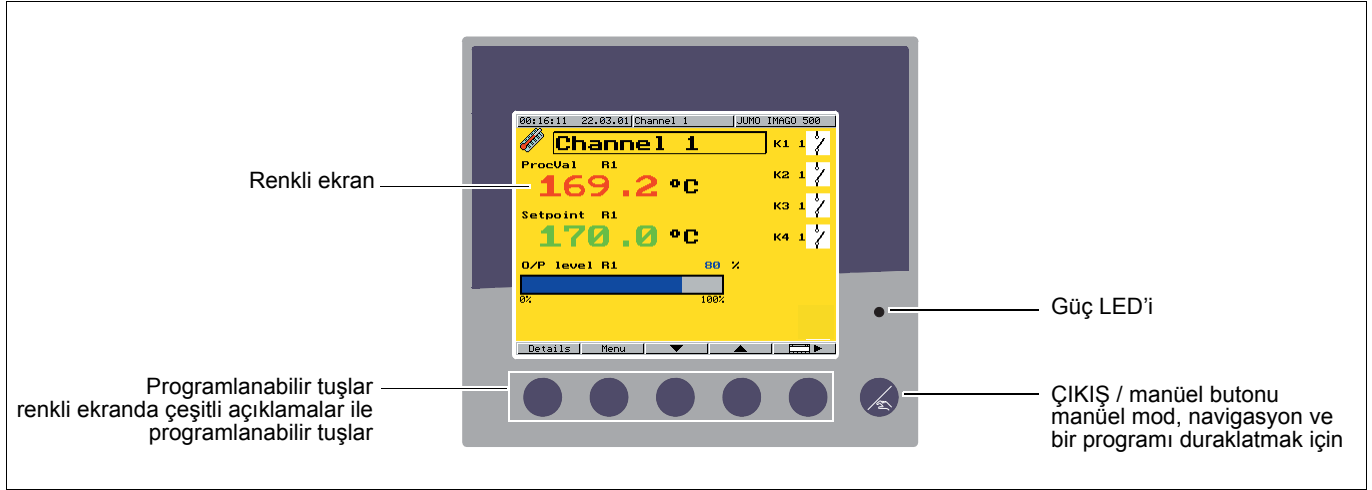 00:16:11 22.03.01 Channel 1 JUMO IMAGO 500
Channel 1
K1 1
ProcVal R1
169.2 °C
K2 1
Setpoint R1
K3 1
170.0 °C
K4 1
O/P level R1 80 %
0% 100%
Details Menu
Renkli ekran
Güç LED’i
Programlanabilir tuşlar
renkli ekranda çeşitli açıklamalar ile
programlanabilir tuşlar
ÇIKIŞ / manüel butonu
manüel mod, navigasyon ve
bir programı duraklatmak için